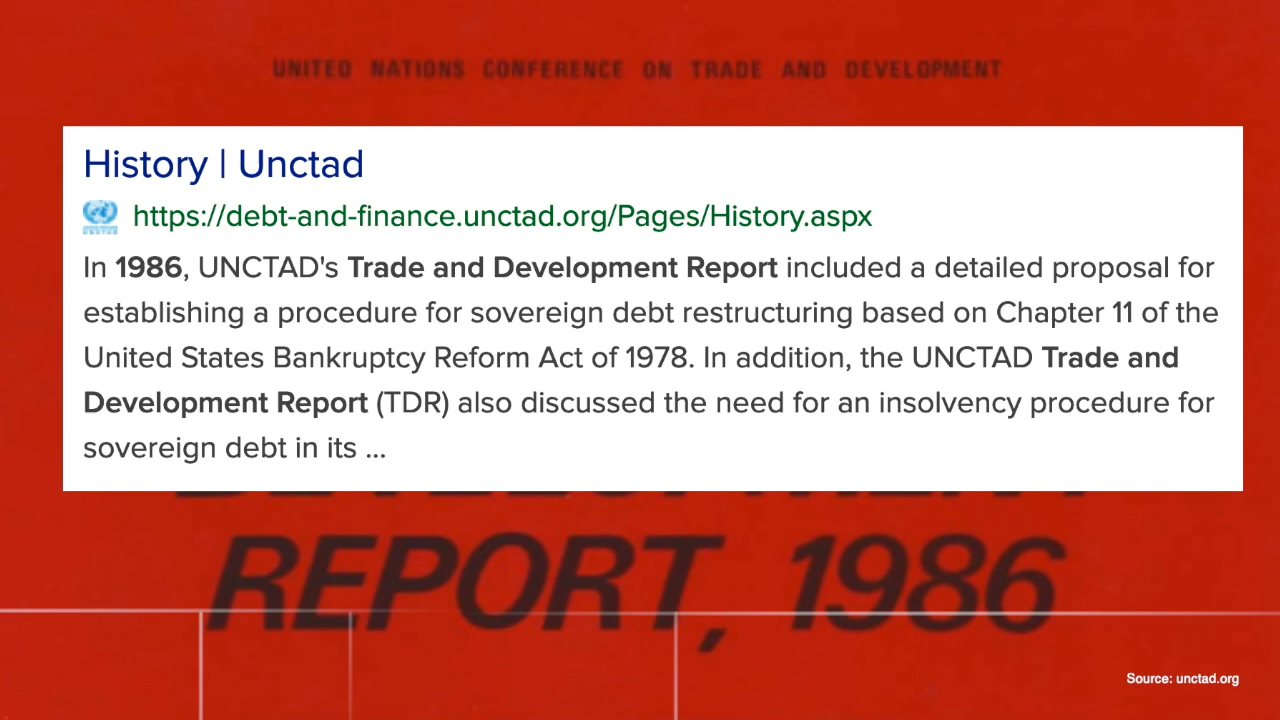 UNITED NATIONS CONFERENCE ON TRADE AND DEVELOPMENT
History | Unctad
https://debt-and-finance.unctad.org/Pages/History.aspx
In 1986, UNCTAD's Trade and Development Report included a detailed proposal for
establishing a procedure for sovereign debt restructuring based on Chapter 11 of the
United States Bankruptcy Reform Act of 1978. In addition, the UNCTAD Trade and
Development Report (TDR) also discussed the need for an insolvency procedure for
sovereign debt in its ...
REPORT, 1986
Source: unctad.org